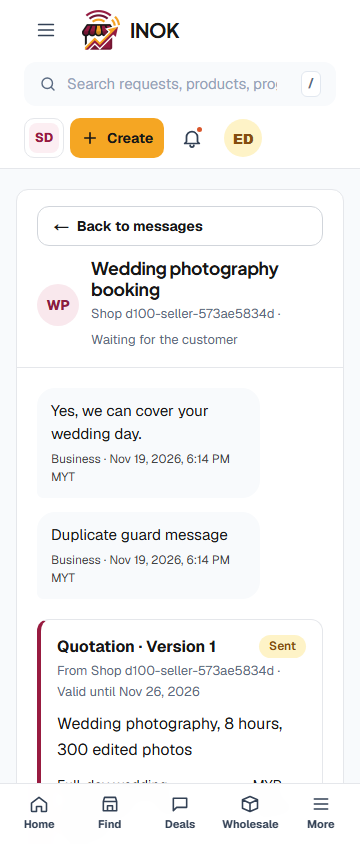 INOK
Search requests, products, pro
/
SD
+ Create
ED
← Back to messages
WP
Wedding photography
booking
Shop d100-seller-573ae5834d ·
Waiting for the customer
Yes, we can cover your
wedding day.
Business · Nov 19, 2026, 6:14 PM
MYT
Duplicate guard message
Business · Nov 19, 2026, 6:14 PM
MYT
Quotation · Version 1
Sent
From Shop d100-seller-573ae5834d ·
Valid until Nov 26, 2026
Wedding photography, 8 hours,
300 edited photos
Home
Find
Deals
Wholesale
More